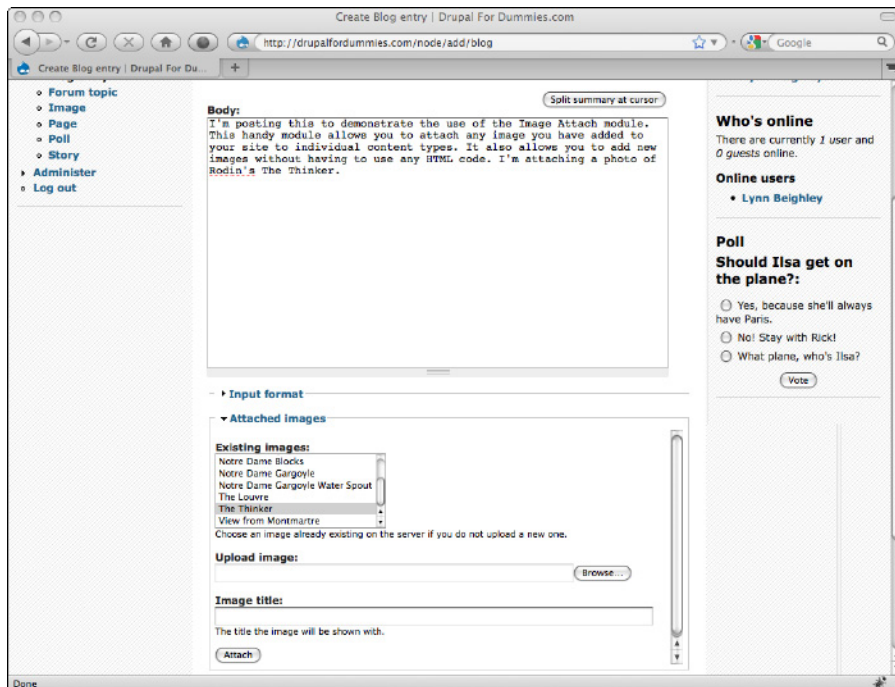 Create Blog entry | Drupal For Dummies.com
http://drupalfordummies.com/node/add/blog
Google
Create Blog entry | Drupal For Du...
Forum topic
Image
Page
Poll
Story
Administer
Log out
Split summary at cursor
Body:
I'm posting this to demonstrate the use of the Image Attach module.
This handy module allows you to attach any image you have added to
your site to individual content types. It also allows you to add new
images without having to use any HTML code. I'm attaching a photo of
Rodin's The Thinker.
Input format
Attached images
Existing images:
Notre Dame Blocks
Notre Dame Gargoyle
Notre Dame Gargoyle Water Spout
The Louvre
The Thinker
View from Montmartre
Choose an image already existing on the server if you do not upload a new one.
Upload image:
Browse...
Image title:
The title the image will be shown with.
Attach
Who's online
There are currently 1 user and
0 guests online.
Online users
Lynn Beighley
Poll
Should Ilsa get on
the plane?:
Yes, because she'll always
have Paris.
No! Stay with Rick!
What plane, who's Ilsa?
Vote
Done